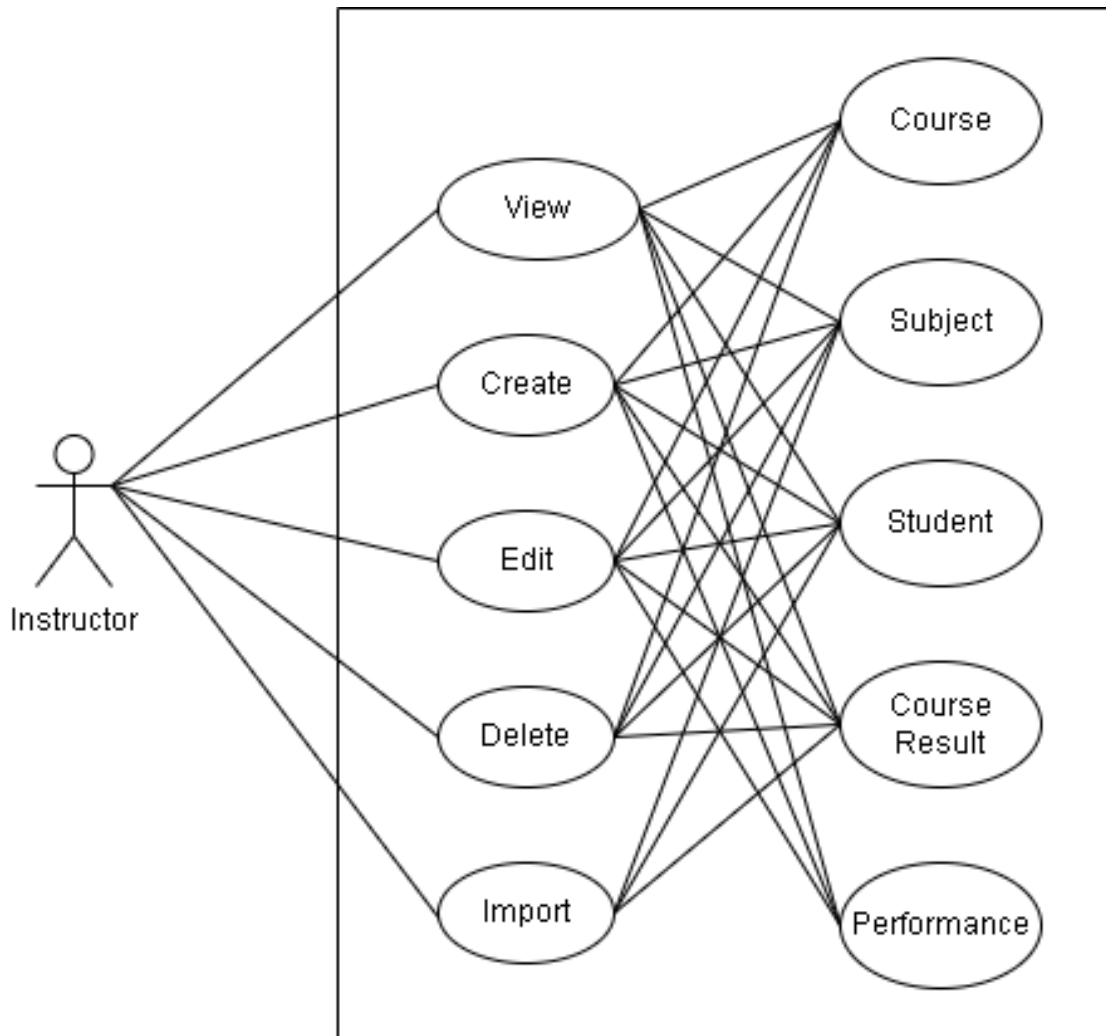 Course
View
Subject
Create
Student
Edit
Instructor
Course
Result
Delete
Import
Performance